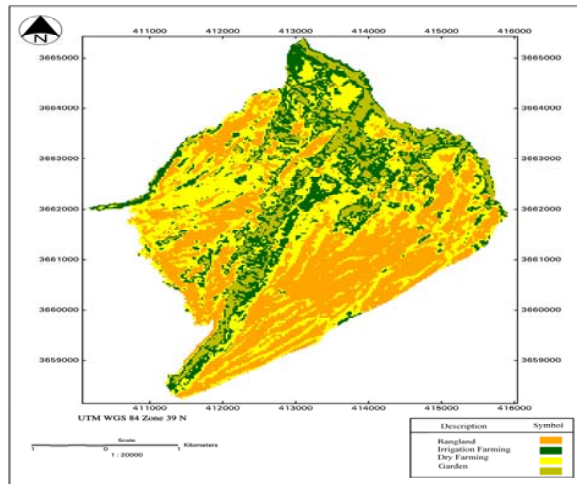 N
411000 412000 413000 414000 415000 416000
3665000 3665000
3664000 3664000
3663000 3663000
3662000 3662000
3661000 3661000
3660000 3660000
3659000 3659000
411000 412000 413000 414000 415000 416000
UTM WGS 84 Zone 39 N
Scale
1 0 1 Kilometers
1 : 20000
Description Symbol
Rangland
Irrigation Farming
Dry Farming
Garden